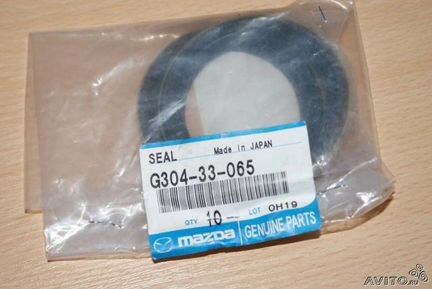 SEAL Made in JAPAN
G304-33-065
QTY 10 LOT OH19
mazda GENUINE PARTS
AVITO.ru